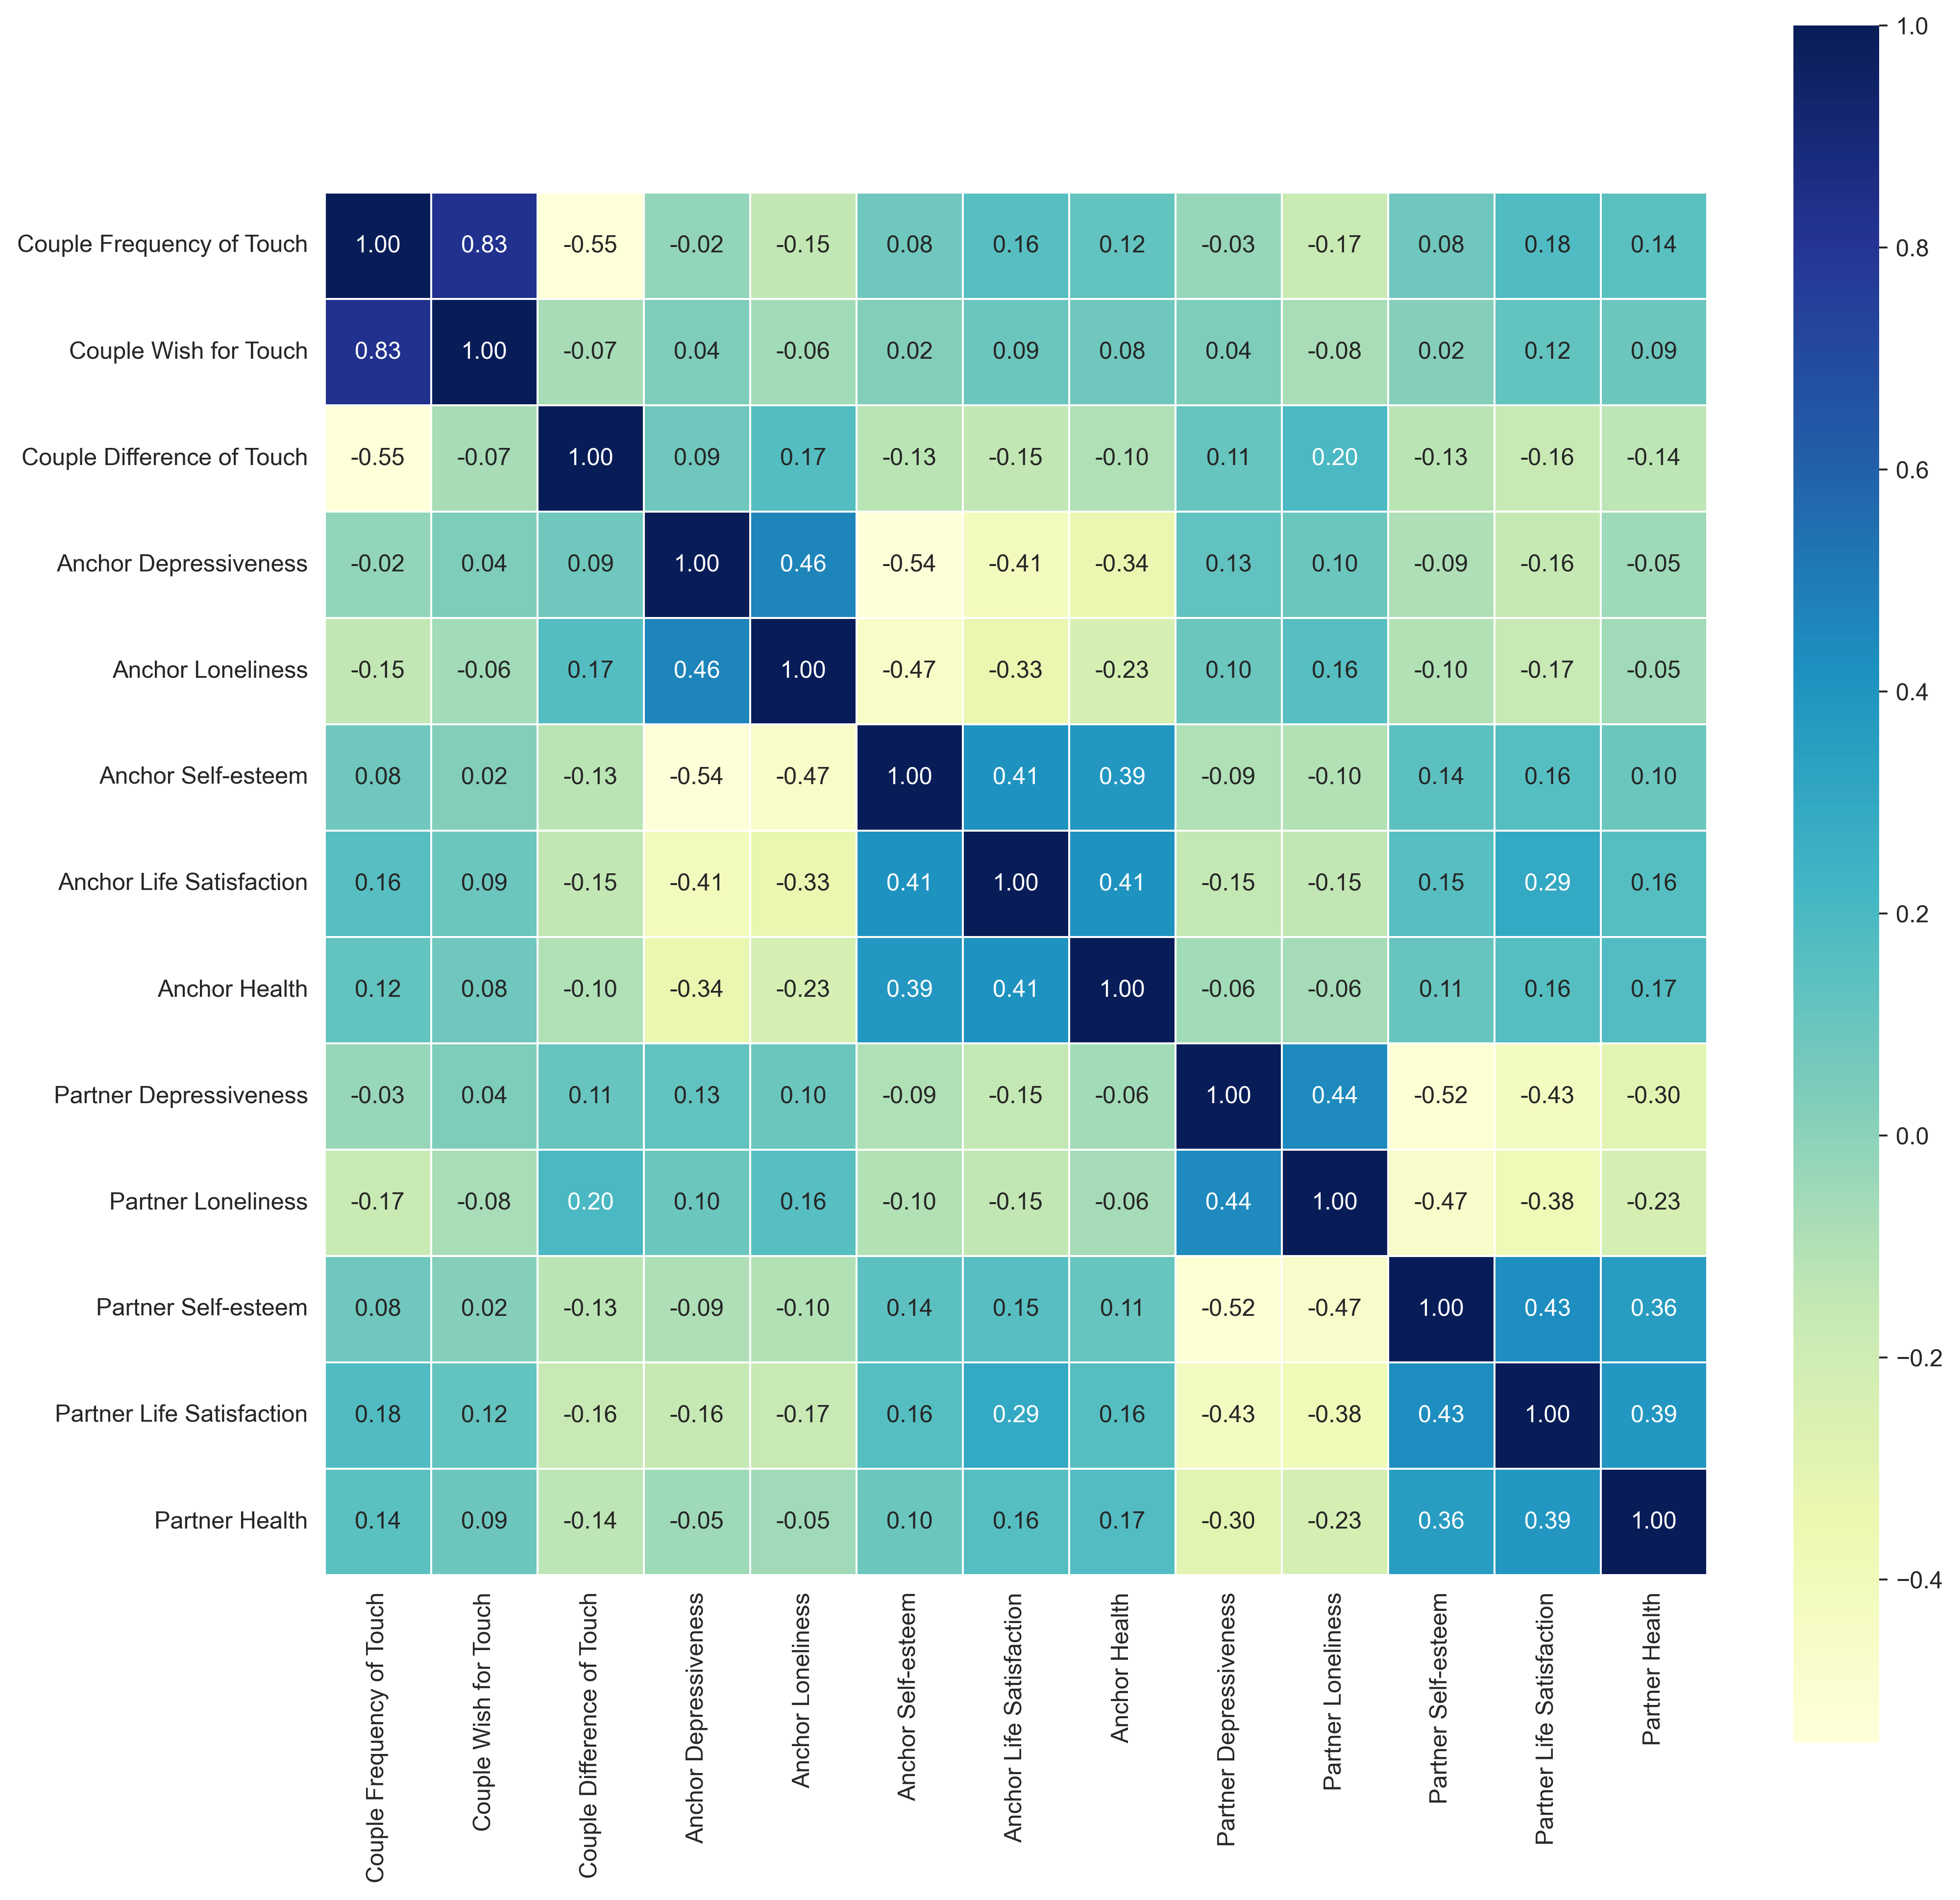 Couple Frequency of Touch 1.00 0.83 -0.55 -0.02 -0.15 0.08 0.16 0.12 -0.03 -0.17 0.08 0.18 0.14
Couple Wish for Touch 0.83 1.00 -0.07 0.04 -0.06 0.02 0.09 0.08 0.04 -0.08 0.02 0.12 0.09
Couple Difference of Touch -0.55 -0.07 1.00 0.09 0.17 -0.13 -0.15 -0.10 0.11 0.20 -0.13 -0.16 -0.14
Anchor Depressiveness -0.02 0.04 0.09 1.00 0.46 -0.54 -0.41 -0.34 0.13 0.10 -0.09 -0.16 -0.05
Anchor Loneliness -0.15 -0.06 0.17 0.46 1.00 -0.47 -0.33 -0.23 0.10 0.16 -0.10 -0.17 -0.05
Anchor Self-esteem 0.08 0.02 -0.13 -0.54 -0.47 1.00 0.41 0.39 -0.09 -0.10 0.14 0.16 0.10
Anchor Life Satisfaction 0.16 0.09 -0.15 -0.41 -0.33 0.41 1.00 0.41 -0.15 -0.15 0.15 0.29 0.16
Anchor Health 0.12 0.08 -0.10 -0.34 -0.23 0.39 0.41 1.00 -0.06 -0.06 0.11 0.16 0.17
Partner Depressiveness -0.03 0.04 0.11 0.13 0.10 -0.09 -0.15 -0.06 1.00 0.44 -0.52 -0.43 -0.30
Partner Loneliness -0.17 -0.08 0.20 0.10 0.16 -0.10 -0.15 -0.06 0.44 1.00 -0.47 -0.38 -0.23
Partner Self-esteem 0.08 0.02 -0.13 -0.09 -0.10 0.14 0.15 0.11 -0.52 -0.47 1.00 0.43 0.36
Partner Life Satisfaction 0.18 0.12 -0.16 -0.16 -0.17 0.16 0.29 0.16 -0.43 -0.38 0.43 1.00 0.39
Partner Health 0.14 0.09 -0.14 -0.05 -0.05 0.10 0.16 0.17 -0.30 -0.23 0.36 0.39 1.00
Couple Frequency of Touch
Couple Wish for Touch
Couple Difference of Touch
Anchor Depressiveness
Anchor Loneliness
Anchor Self-esteem
Anchor Life Satisfaction
Anchor Health
Partner Depressiveness
Partner Loneliness
Partner Self-esteem
Partner Life Satisfaction
Partner Health
1.0
0.8
0.6
0.4
0.2
0.0
−0.2
−0.4